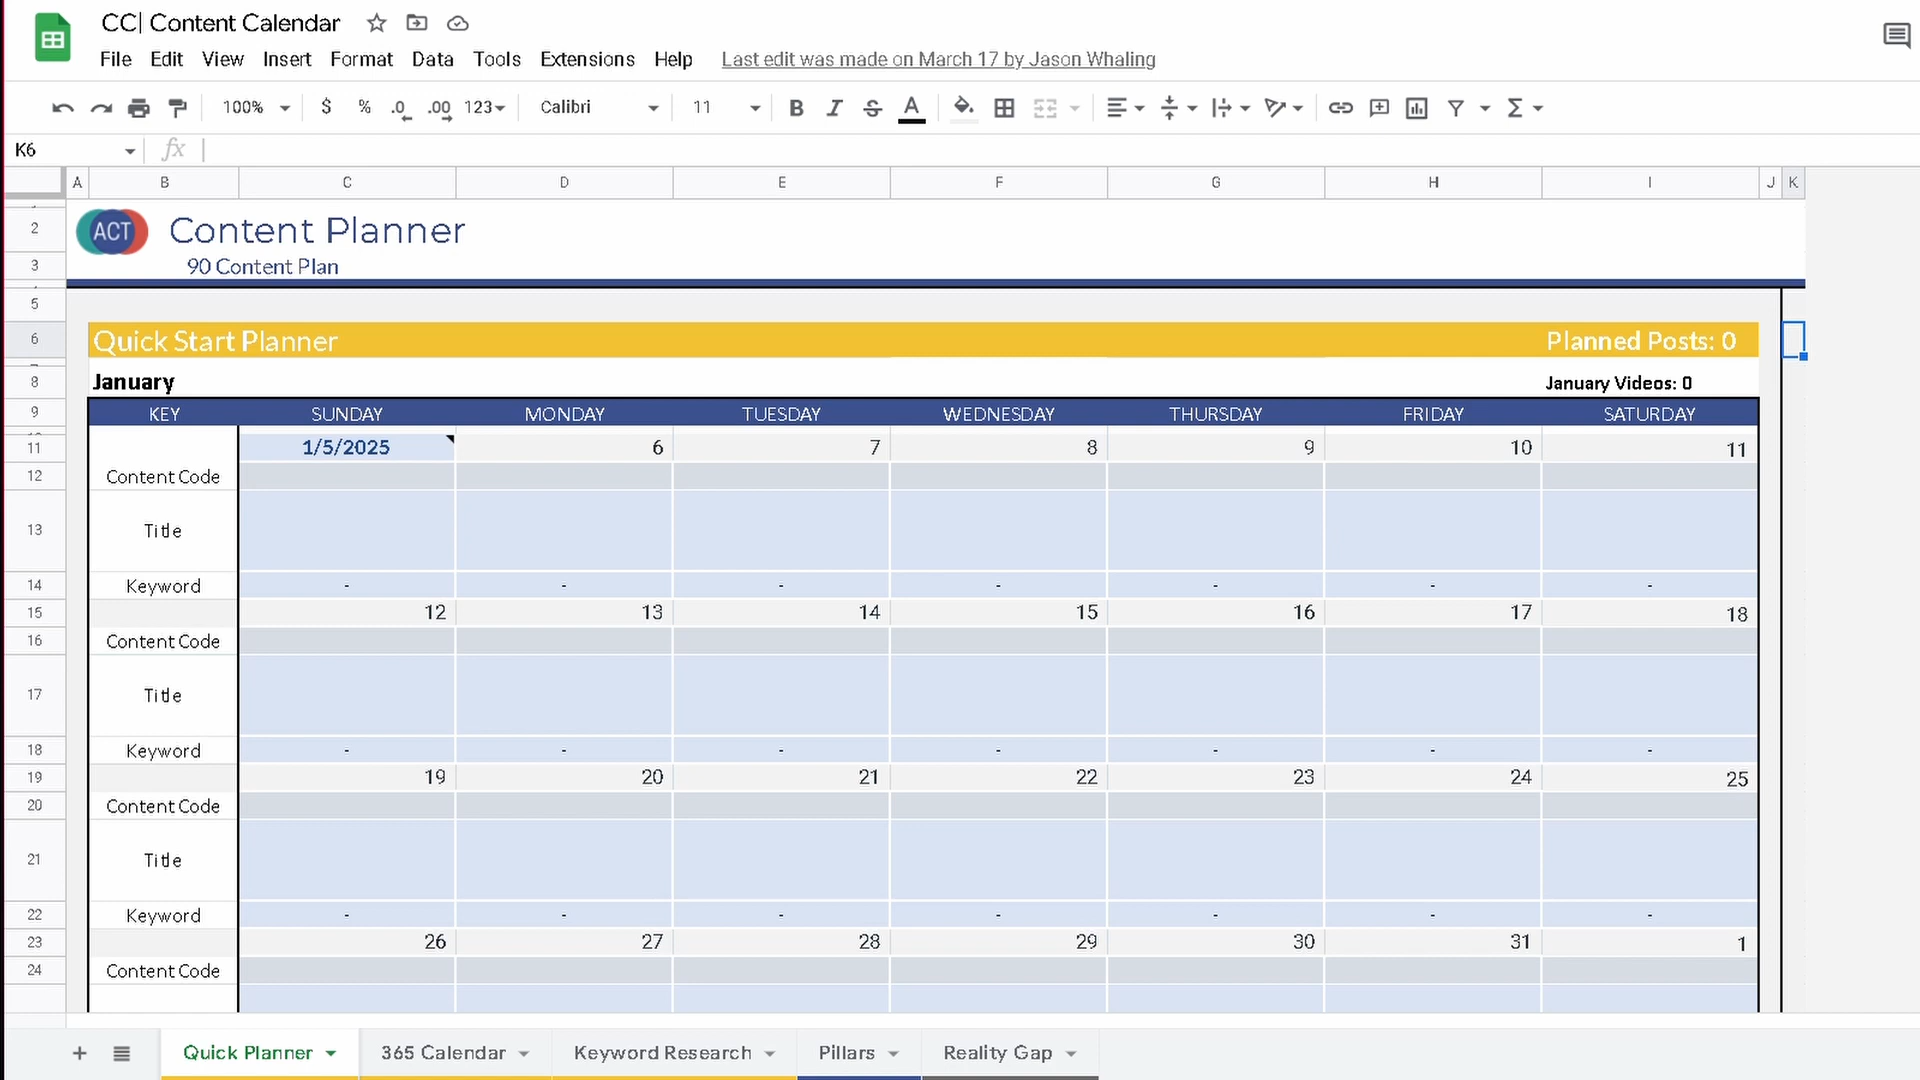 CC| Content Calendar
File Edit View Insert Format Data Tools Extensions Help Last edit was made on March 17 by Jason Whaling
100% $ % .0 .00 123 Calibri 11 B I S A Σ
K6 fx
A B C D E F G H I J K
2 ACT Content Planner
3 90 Content Plan
5
6 Quick Start Planner Planned Posts: 0
8 January January Videos: 0
9 KEY SUNDAY MONDAY TUESDAY WEDNESDAY THURSDAY FRIDAY SATURDAY
11 1/5/2025 6 7 8 9 10 11
12 Content Code
13 Title
14 Keyword - - - - - - -
15 12 13 14 15 16 17 18
16 Content Code
17 Title
18 Keyword - - - - - - -
19 19 20 21 22 23 24 25
20 Content Code
21 Title
22 Keyword - - - - - - -
23 26 27 28 29 30 31 1
24 Content Code
+ Quick Planner 365 Calendar Keyword Research Pillars Reality Gap